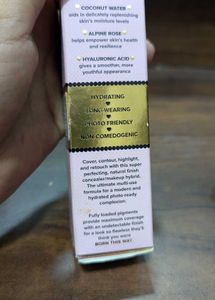 COCONUT WATER
aids in delicately replenishing
skin's moisture levels
ALPINE ROSE
helps empower skin's health
and resilience
HYALURONIC ACID
gives a smoother, more
youthful appearance
HYDRATING
LONG-WEARING
PHOTO FRIENDLY
NON-COMEDOGENIC
Cover, contour, highlight,
and retouch with this super
perfecting, natural finish
concealer/makeup hybrid.
The ultimate multi-use
formula for a modern and
hydrated photo-ready
complexion.
Fully loaded pigments
provide maximum coverage
with an undetectable finish
for a look so flawless they'll
think you were
BORN THIS WAY.